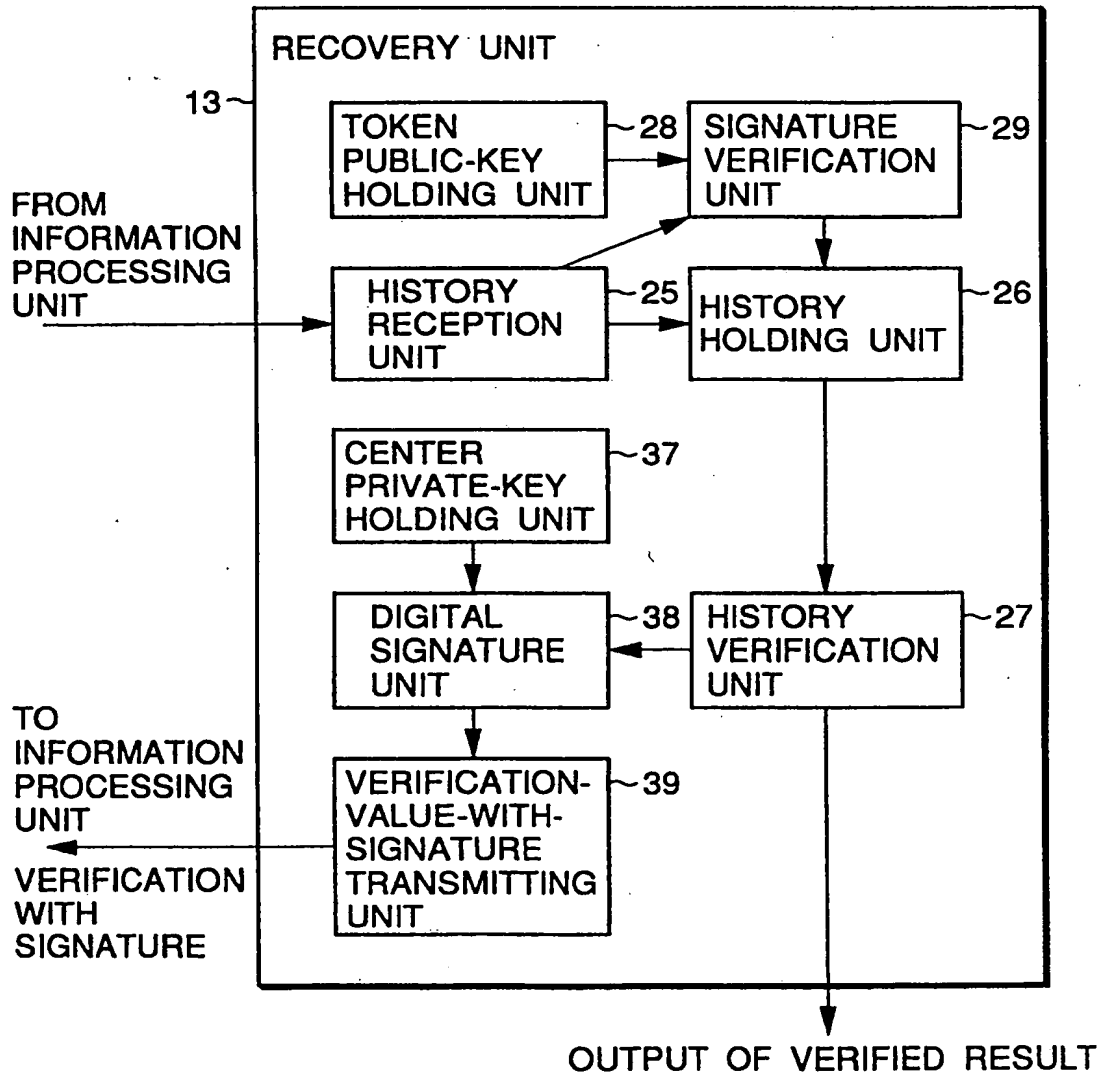 RECOVERY UNIT
13
TOKEN
PUBLIC-KEY
HOLDING UNIT
28
SIGNATURE
VERIFICATION
UNIT
29
FROM
INFORMATION
PROCESSING
UNIT
HISTORY
RECEPTION
UNIT
25
HISTORY
HOLDING UNIT
26
CENTER
PRIVATE-KEY
HOLDING UNIT
37
DIGITAL
SIGNATURE
UNIT
38
HISTORY
VERIFICATION
UNIT
27
TO
INFORMATION
PROCESSING
UNIT
VERIFICATION
WITH
SIGNATURE
VERIFICATION-
VALUE-WITH-
SIGNATURE
TRANSMITTING
UNIT
39
OUTPUT OF VERIFIED RESULT